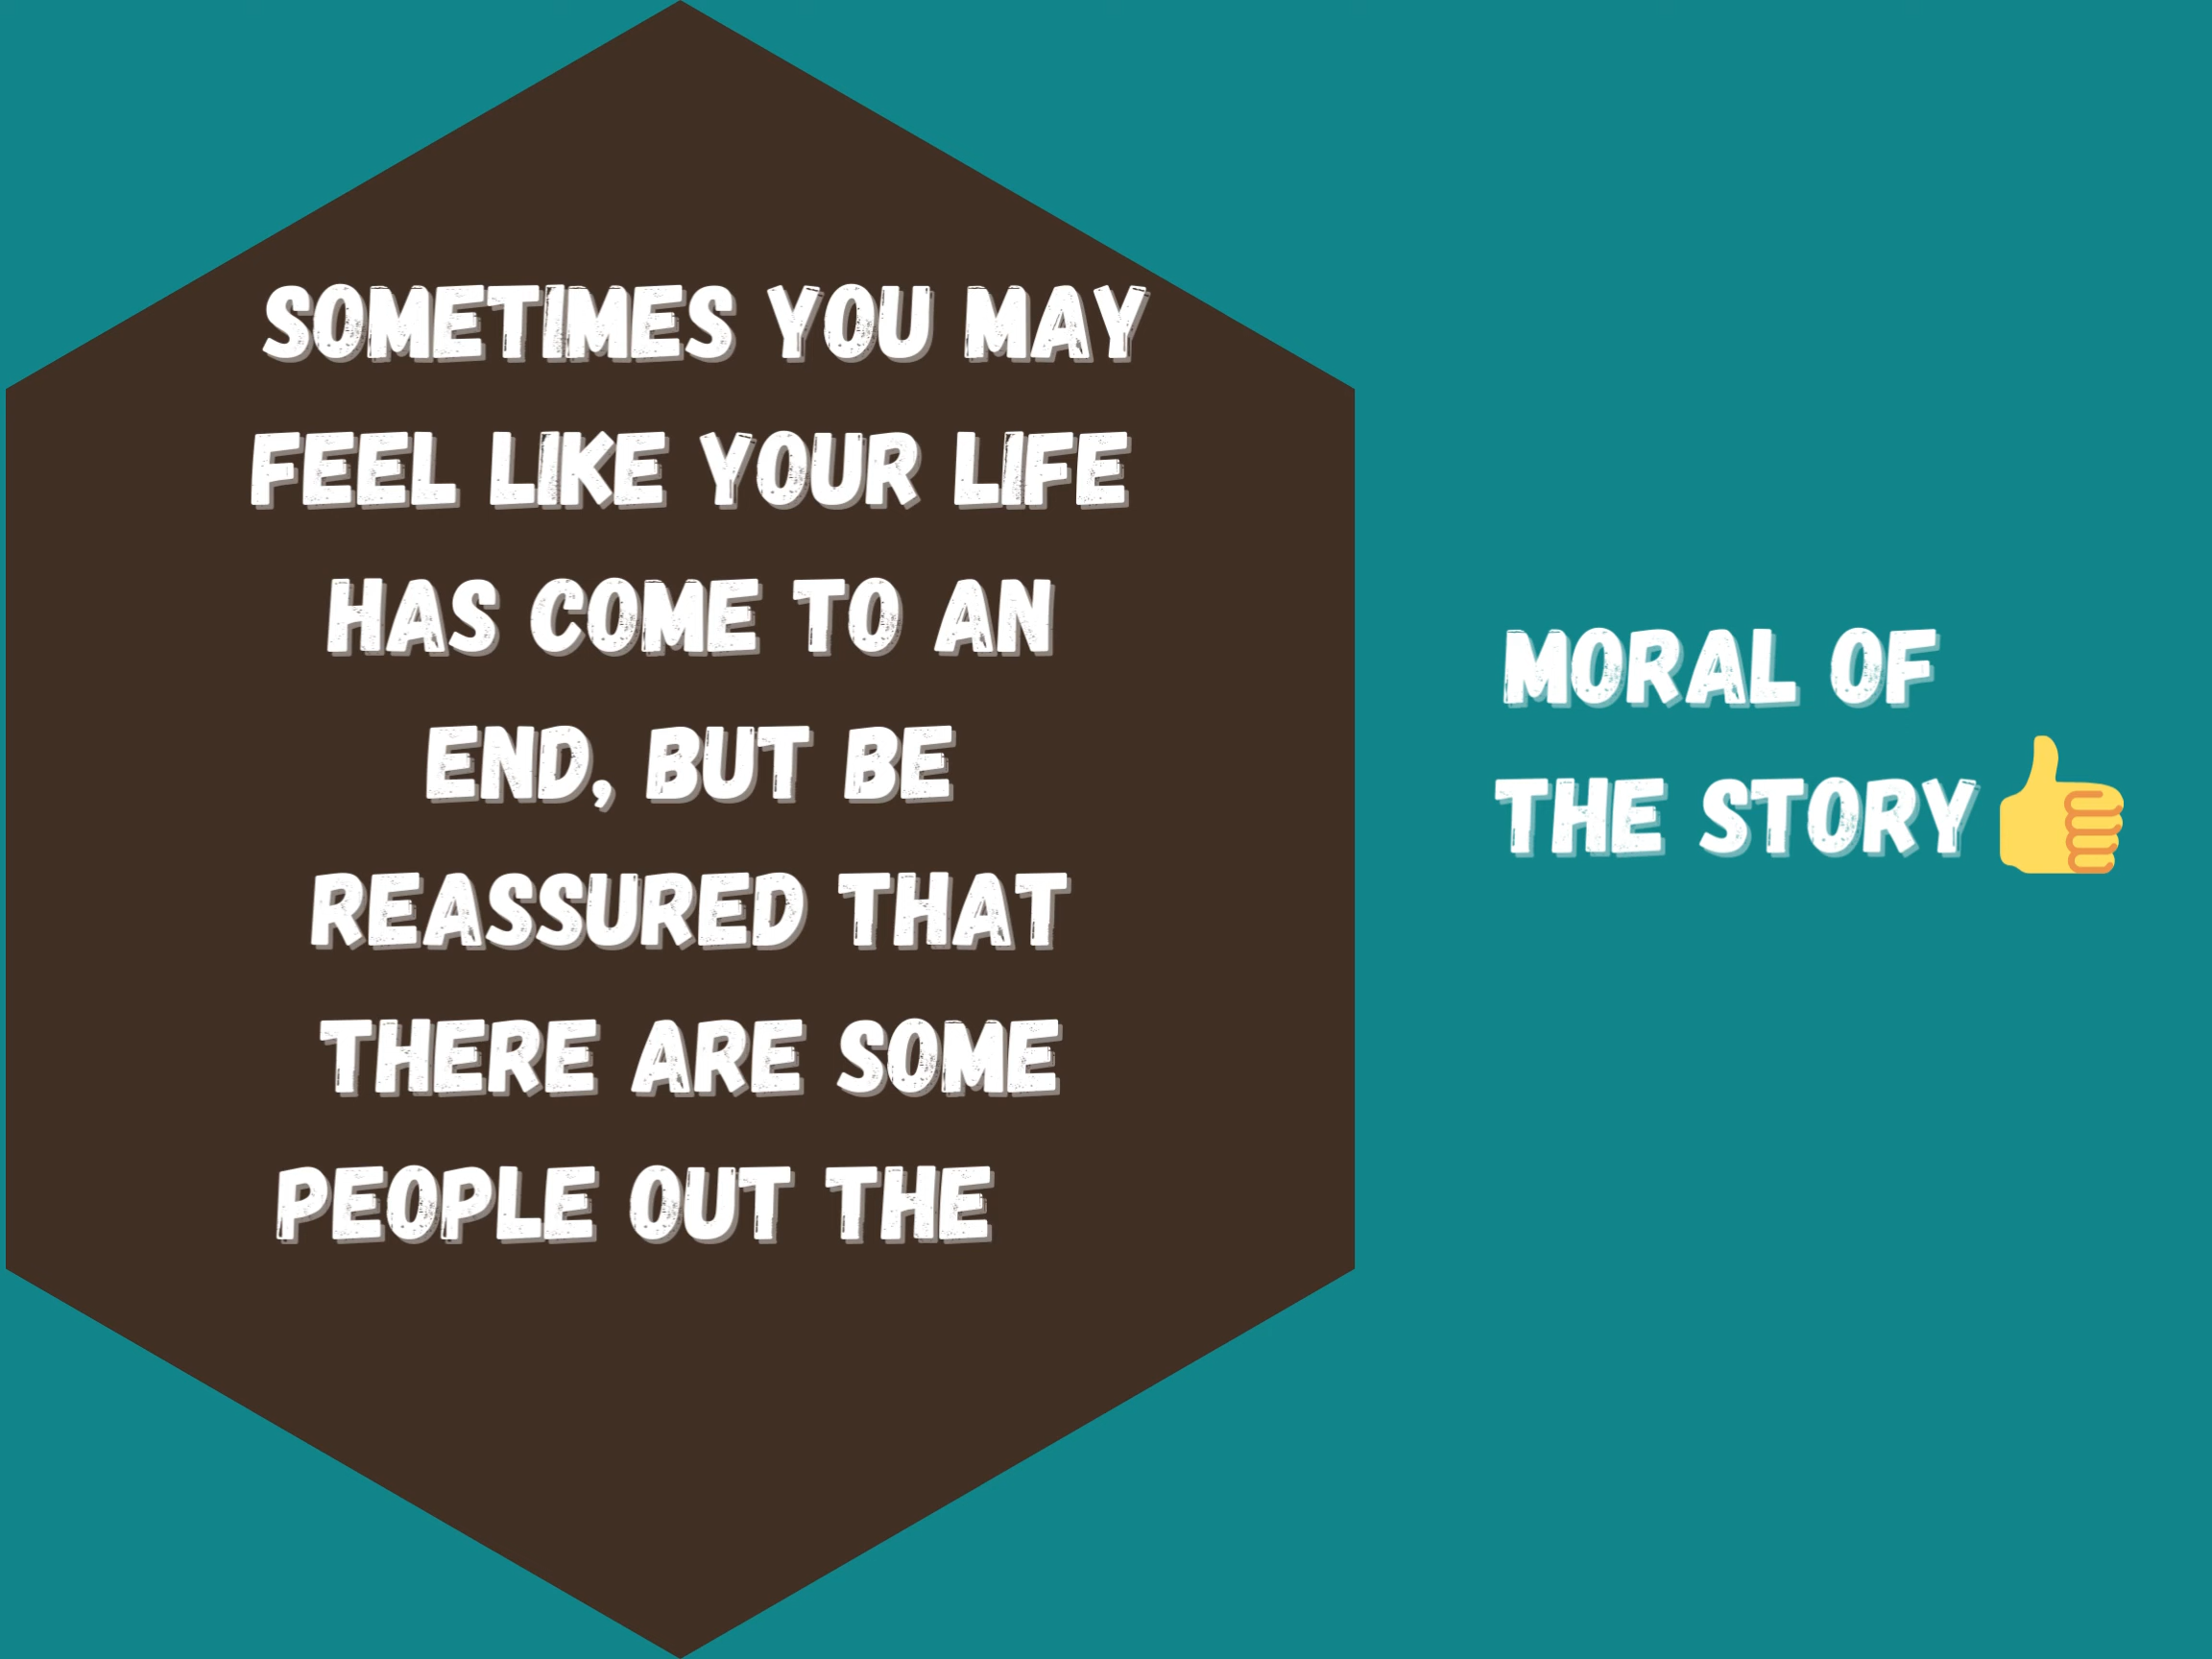 SOMETIMES YOU MAY
FEEL LIKE YOUR LIFE
HAS COME TO AN
END, BUT BE
REASSURED THAT
THERE ARE SOME
PEOPLE OUT THE
MORAL OF
THE STORY👍